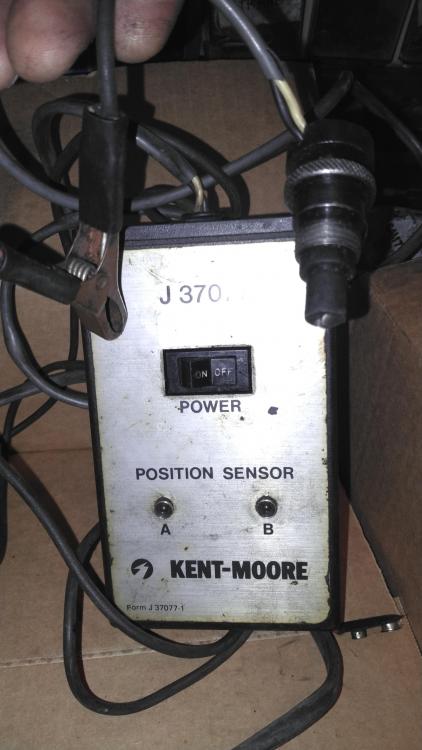 J 370
ON OFF
POWER
POSITION SENSOR
A B
KENT-MOORE
Form J 37077-1